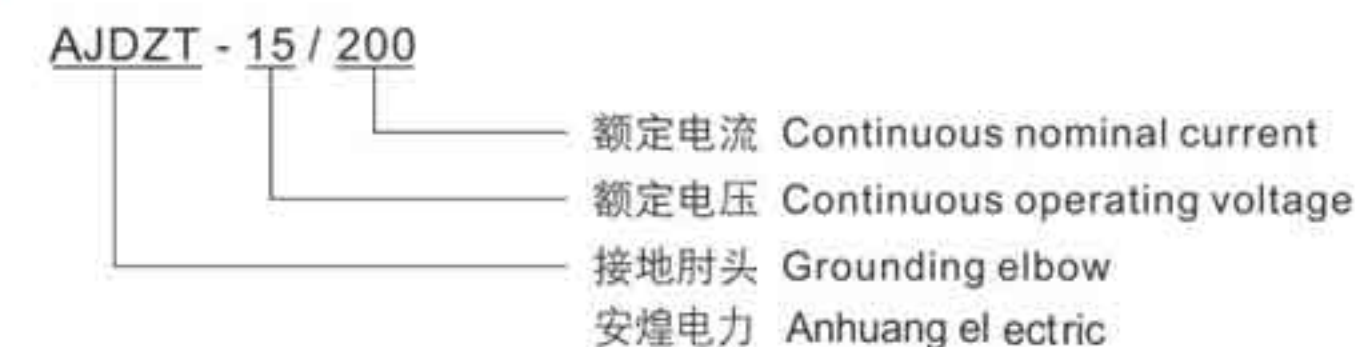 AJDZT - 15 / 200
额定电流 Continuous nominal current
额定电压 Continuous operating voltage
接地肘头 Grounding elbow
安煌电力 Anhuang el ectric